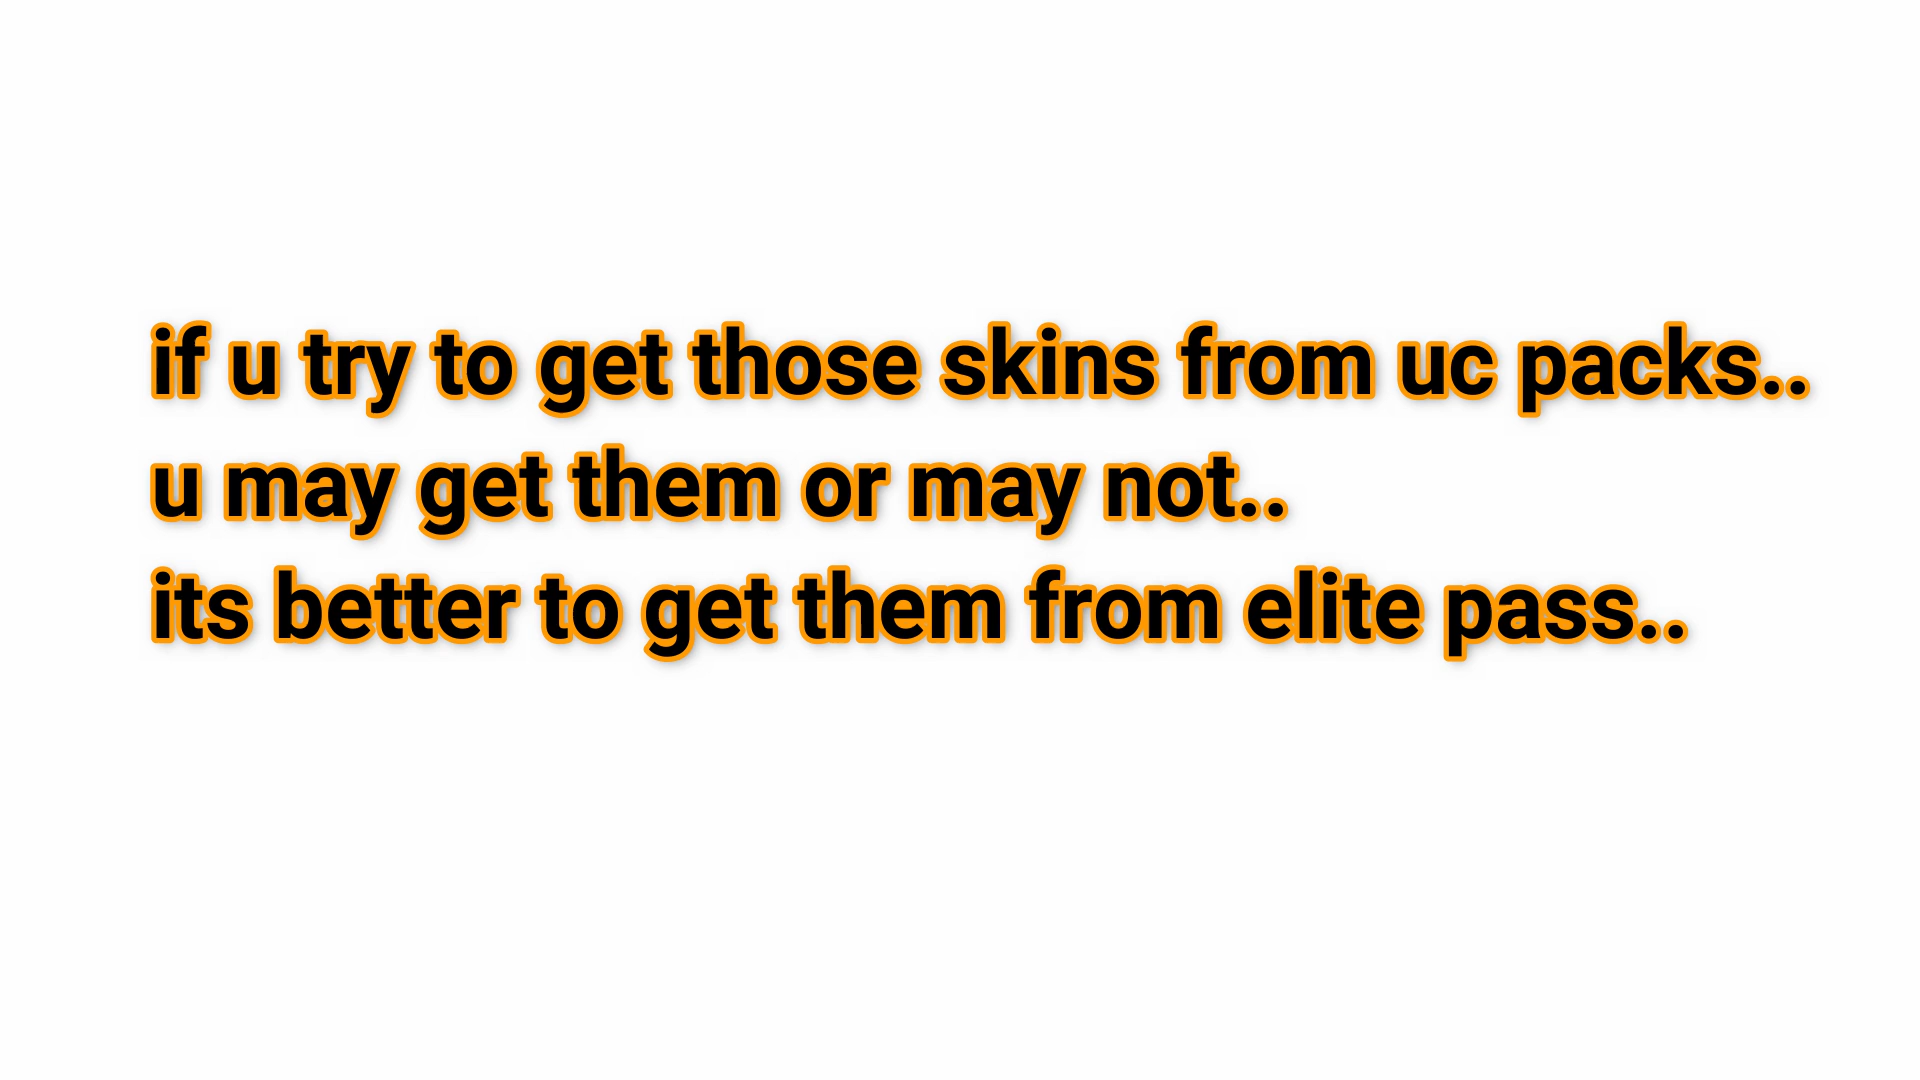 if u try to get those skins from uc packs..
u may get them or may not..
its better to get them from elite pass..